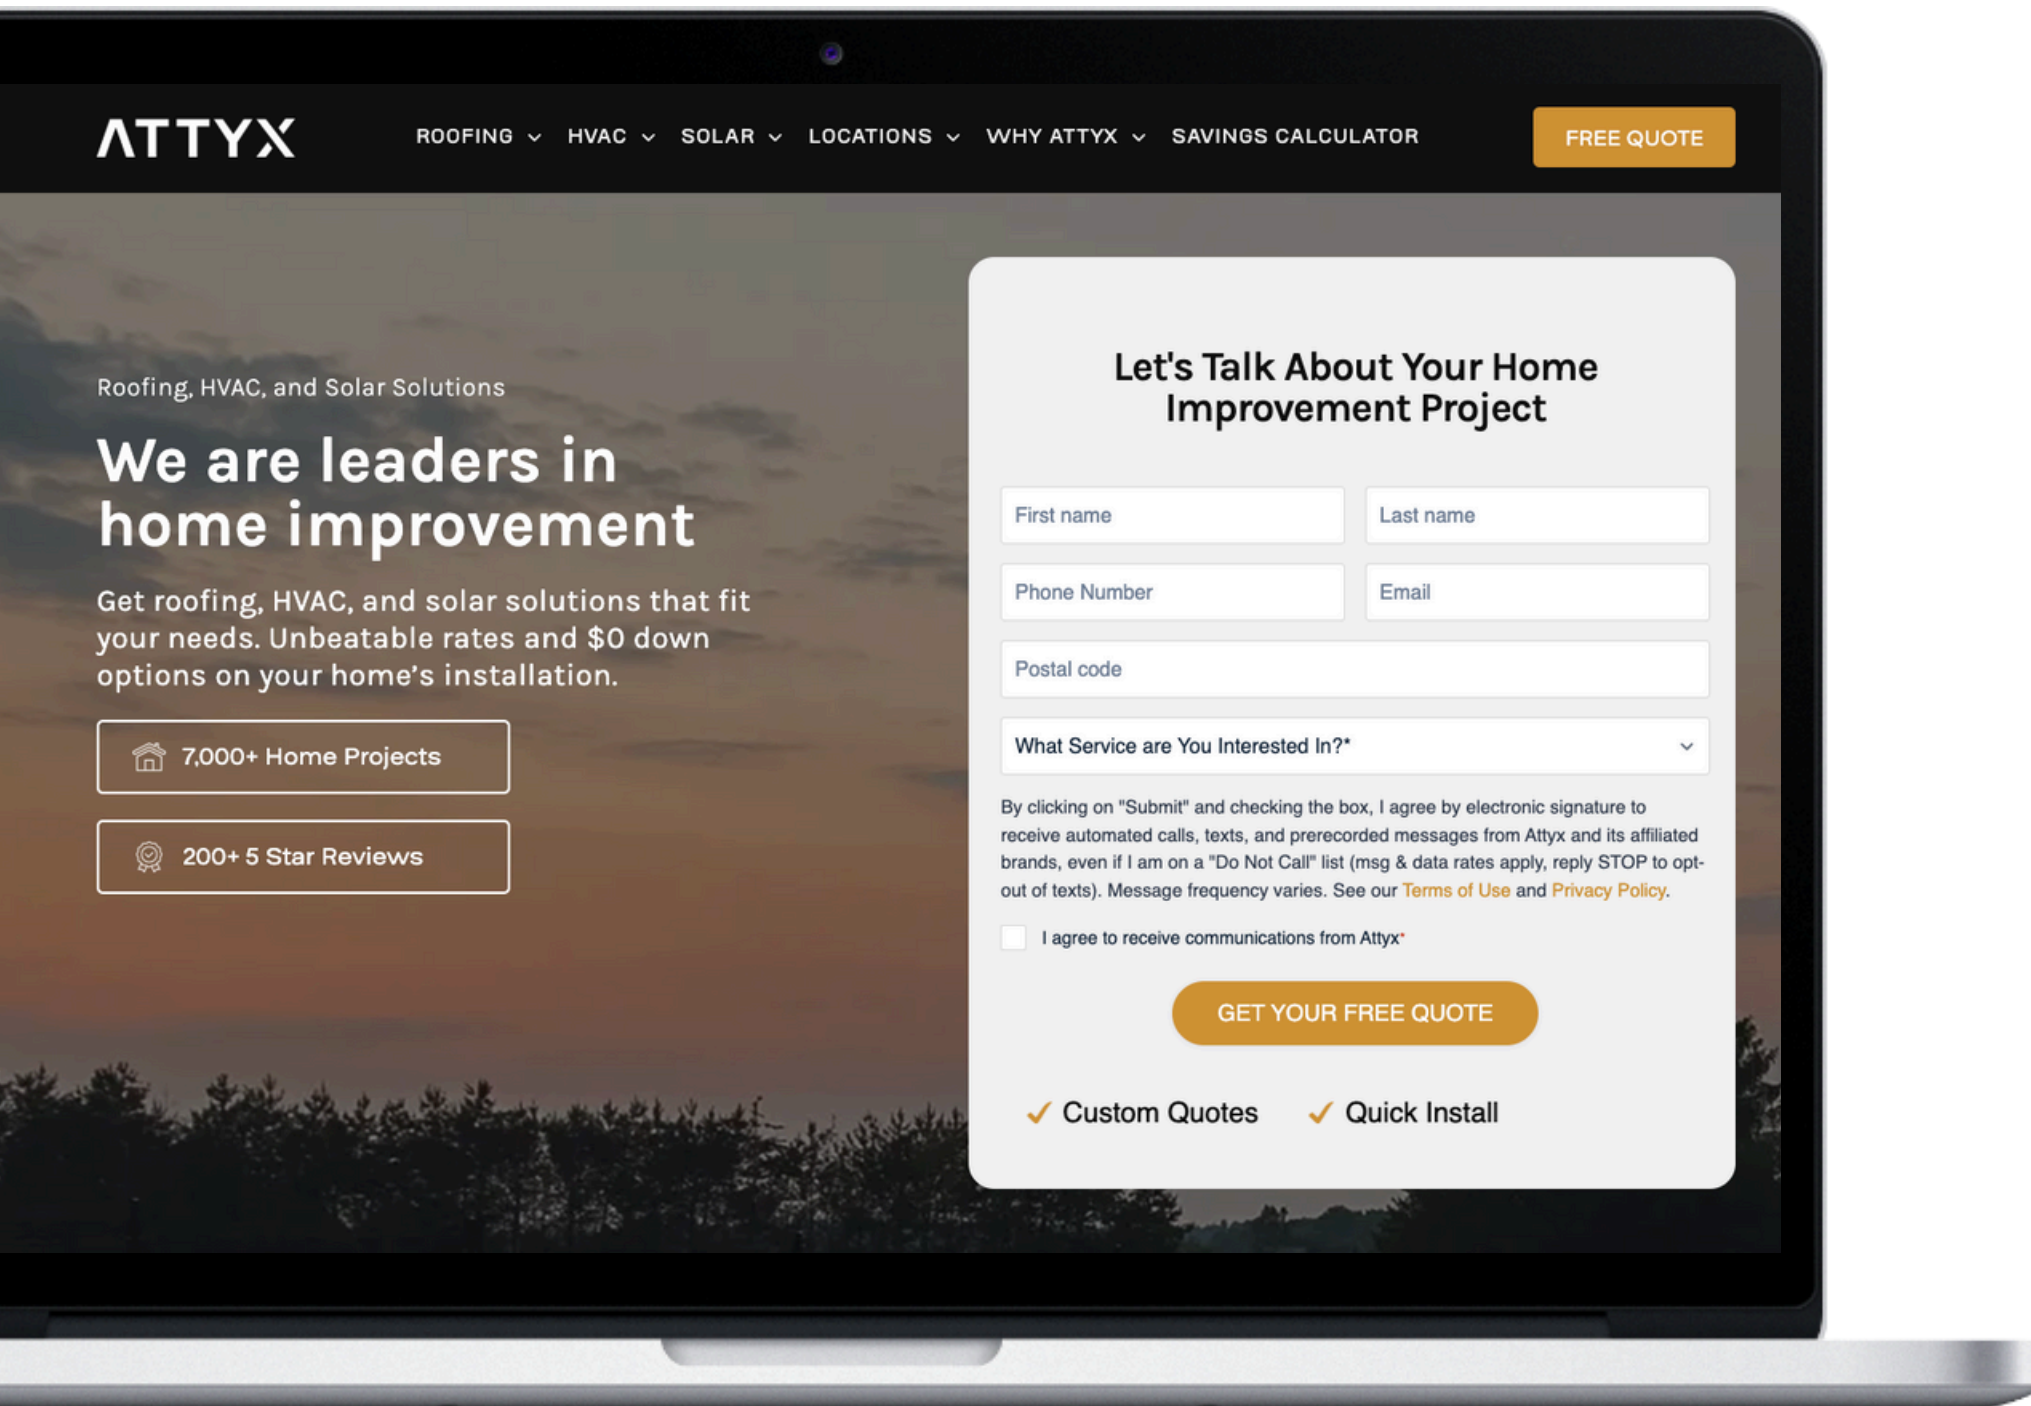 ATTYX
ROOFING
HVAC
SOLAR
LOCATIONS
WHY ATTYX
SAVINGS CALCULATOR
FREE QUOTE
Roofing, HVAC, and Solar Solutions
We are leaders in
home improvement
Get roofing, HVAC, and solar solutions that fit
your needs. Unbeatable rates and $0 down
options on your home’s installation.
7,000+ Home Projects
200+ 5 Star Reviews
Let's Talk About Your Home
Improvement Project
First name
Last name
Phone Number
Email
Postal code
What Service are You Interested In?*
By clicking on "Submit" and checking the box, I agree by electronic signature to
receive automated calls, texts, and prerecorded messages from Attyx and its affiliated
brands, even if I am on a "Do Not Call" list (msg & data rates apply, reply STOP to opt-
out of texts). Message frequency varies. See our Terms of Use and Privacy Policy.
I agree to receive communications from Attyx*
GET YOUR FREE QUOTE
Custom Quotes
Quick Install